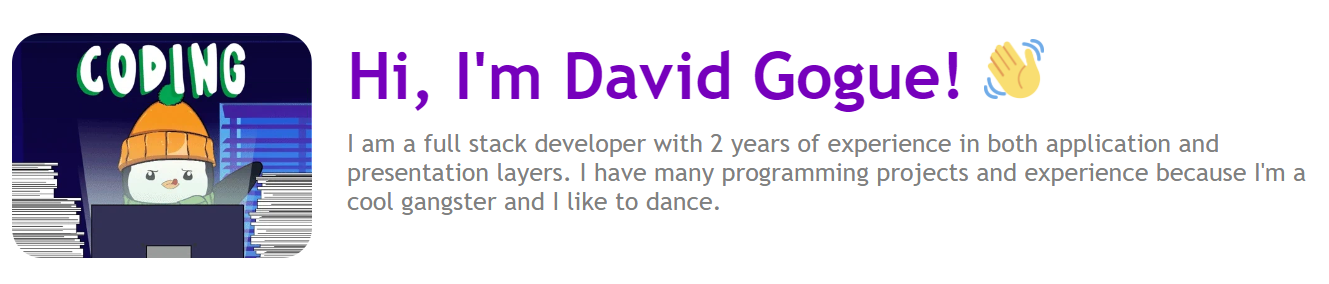 CODING
Hi, I'm David Gogue! 👋
I am a full stack developer with 2 years of experience in both application and
presentation layers. I have many programming projects and experience because I'm a
cool gangster and I like to dance.